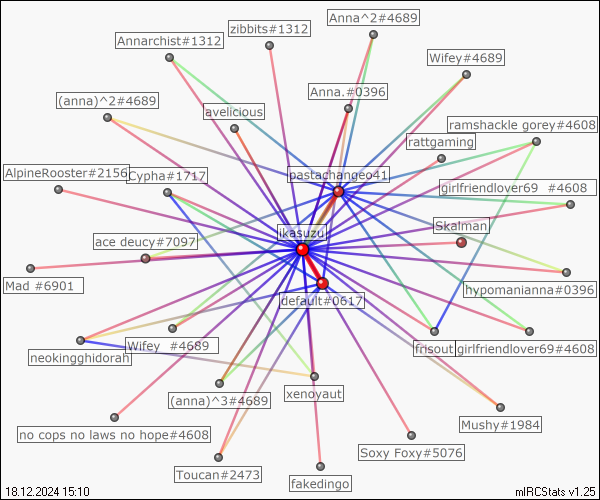 zibbits#1312
Anna^2#4689
Annarchist#1312
Wifey#4689
Anna.#0396
(anna)^2#4689
avelicious
ramshackle gorey#4608
rattgaming
AlpineRooster#2156
Cypha#1717
pastachangeo41
girlfriendlover69 #4608
Skalman
ikasuzu
ace deucy#7097
Mad #6901
hypomanianna#0396
default#0617
Wifey #4689
neokingghidorah
frisout
girlfriendlover69#4608
xenoyaut
(anna)^3#4689
Mushy#1984
no cops no laws no hope#4608
Soxy Foxy#5076
Toucan#2473
fakedingo
18.12.2024 15:10
mIRCStats v1.25